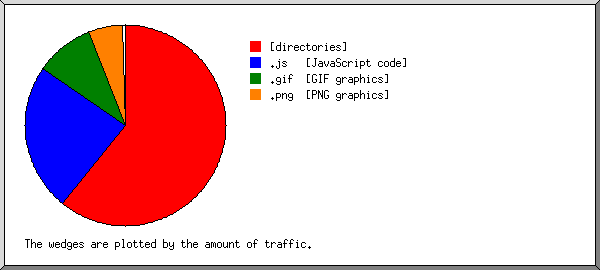 [directories]
.js   [JavaScript code]
.gif  [GIF graphics]
.png  [PNG graphics]
The wedges are plotted by the amount of traffic.